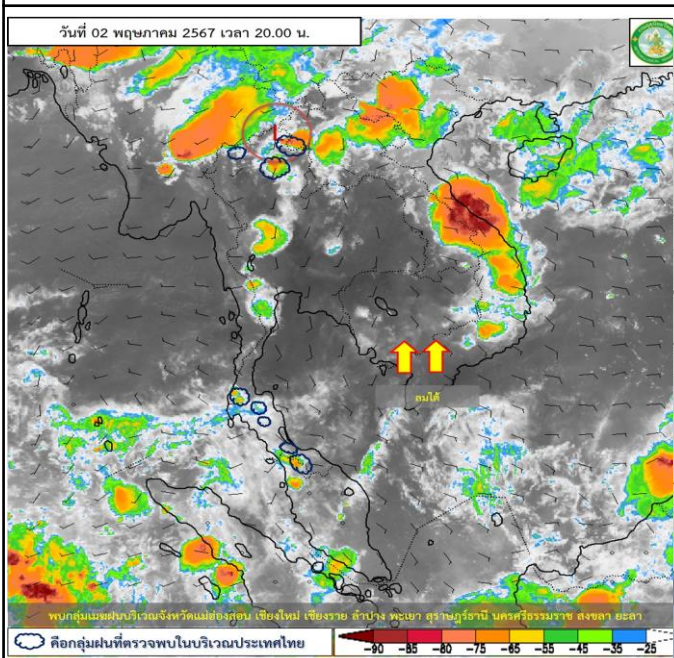 วันที่ 02 พฤษภาคม 2567 เวลา 20.00 น.
L
ลมใต้
พบกลุ่มเมฆฝนบริเวณจังหวัดแม่ฮ่องสอน เชียงใหม่ เชียงราย ลำปาง พะเยา สุราษฎร์ธานี นครศรีธรรมราช สงขลา ยะลา
คือกลุ่มฝนที่ตรวจพบในบริเวณประเทศไทย
-90 -85 -80 -75 -65 -55 -45 -35 -25